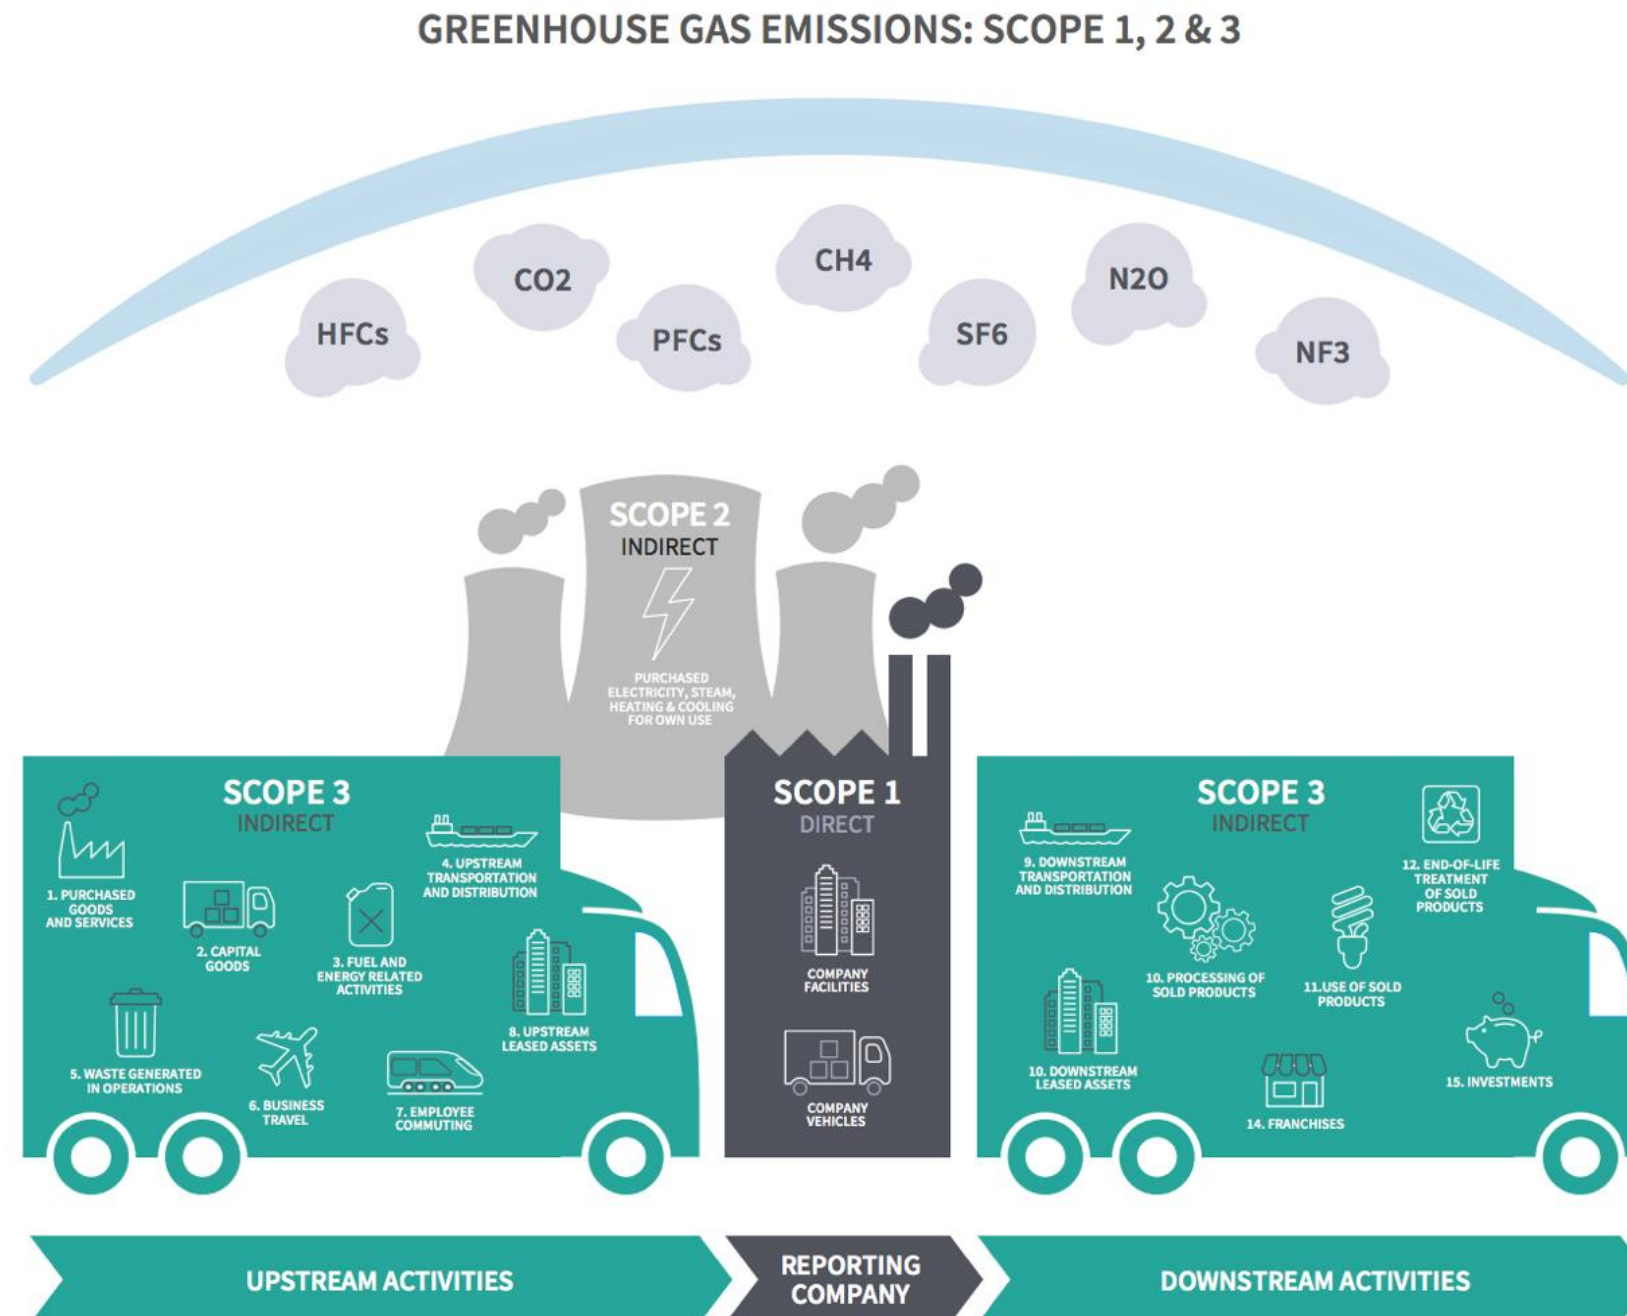 GREENHOUSE GAS EMISSIONS: SCOPE 1, 2 & 3
HFCs
CO2
PFCs
CH4
SF6
N2O
NF3
SCOPE 2
INDIRECT
PURCHASED
ELECTRICITY, STEAM,
HEATING & COOLING
FOR OWN USE
SCOPE 3
INDIRECT
1. PURCHASED
GOODS
AND SERVICES
2. CAPITAL
GOODS
3. FUEL AND
ENERGY RELATED
ACTIVITIES
4. UPSTREAM
TRANSPORTATION
AND DISTRIBUTION
5. WASTE GENERATED
IN OPERATIONS
6. BUSINESS
TRAVEL
7. EMPLOYEE
COMMUTING
8. UPSTREAM
LEASED ASSETS
SCOPE 1
DIRECT
COMPANY
FACILITIES
COMPANY
VEHICLES
SCOPE 3
INDIRECT
9. DOWNSTREAM
TRANSPORTATION
AND DISTRIBUTION
10. PROCESSING OF
SOLD PRODUCTS
11.USE OF SOLD
PRODUCTS
12. END-OF-LIFE
TREATMENT
OF SOLD
PRODUCTS
10. DOWNSTREAM
LEASED ASSETS
14. FRANCHISES
15. INVESTMENTS
UPSTREAM ACTIVITIES
REPORTING
COMPANY
DOWNSTREAM ACTIVITIES